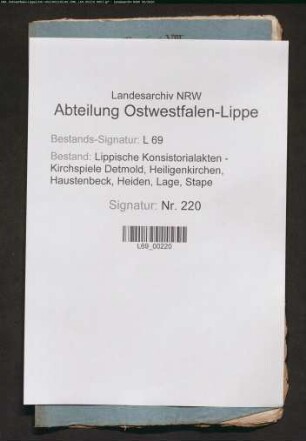 Landesarchiv NRW
Abteilung Ostwestfalen-Lippe
Bestands-Signatur: L 69
Bestand: Lippische Konsistorialakten -
Kirchspiele Detmold, Heiligenkirchen,
Haustenbeck, Heiden, Lage, Stape
Signatur: Nr. 220
L69_00220